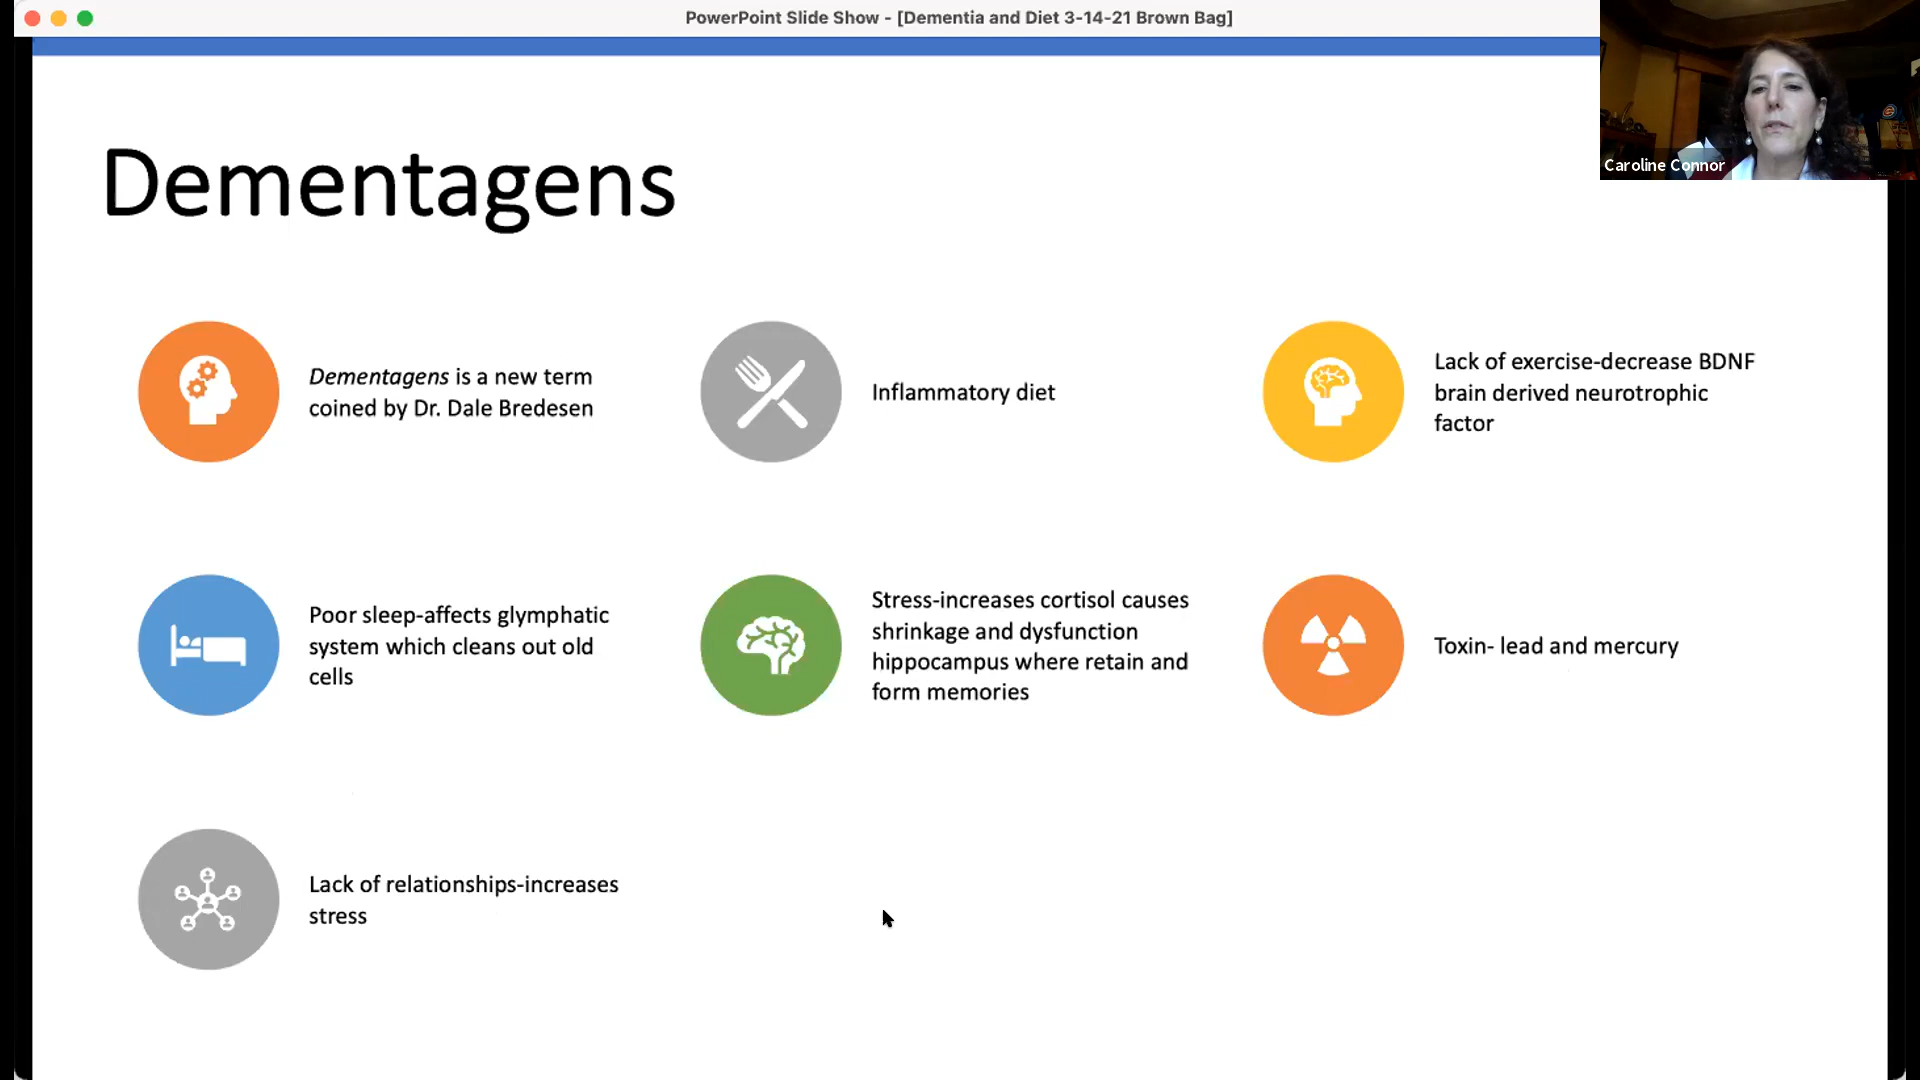 PowerPoint Slide Show - [Dementia and Diet 3-14-21 Brown Bag]
Caroline Connor
Dementagens
Dementagens is a new term
coined by Dr. Dale Bredesen
Inflammatory diet
Lack of exercise-decrease BDNF
brain derived neurotrophic
factor
Poor sleep-affects glymphatic
system which cleans out old
cells
Stress-increases cortisol causes
shrinkage and dysfunction
hippocampus where retain and
form memories
Toxin- lead and mercury
Lack of relationships-increases
stress